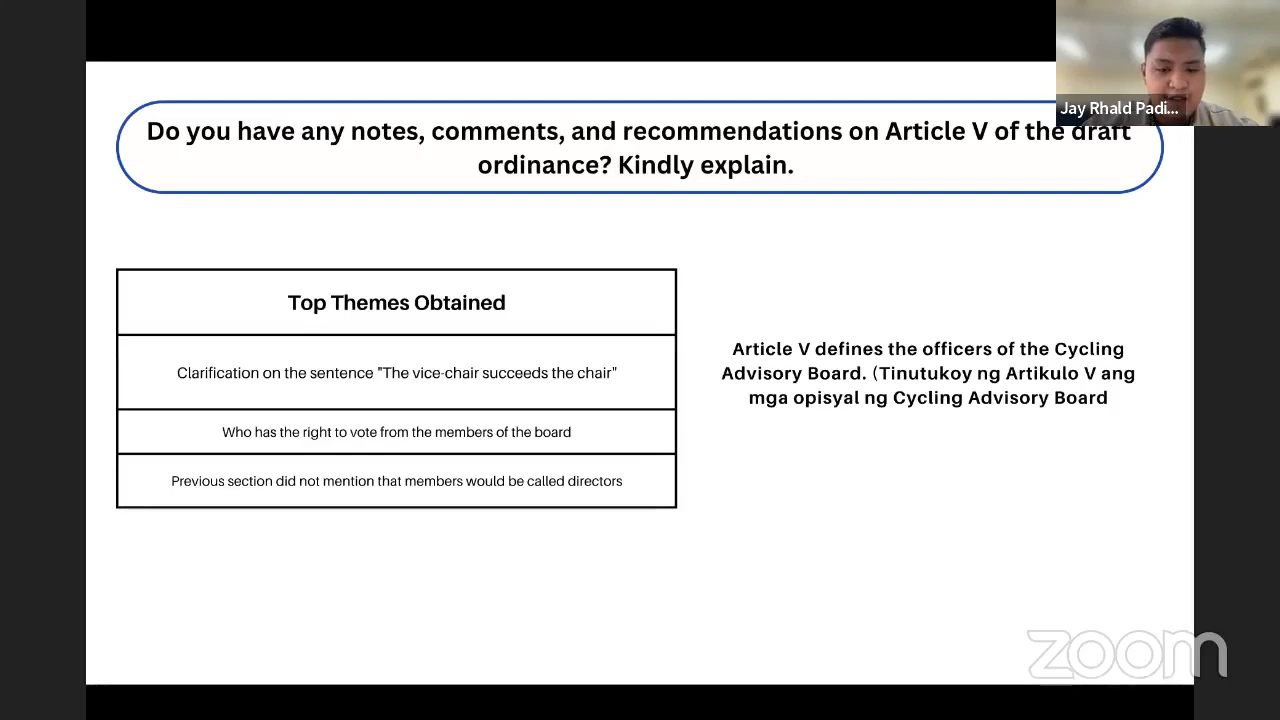 Do you have any notes, comments, and recommendations on Article V of the draft
ordinance? Kindly explain.
Jay Rhald Padi...
Top Themes Obtained
Clarification on the sentence "The vice-chair succeeds the chair"
Who has the right to vote from the members of the board
Previous section did not mention that members would be called directors
Article V defines the officers of the Cycling
Advisory Board. (Tinutukoy ng Artikulo V ang
mga opisyal ng Cycling Advisory Board
zoom